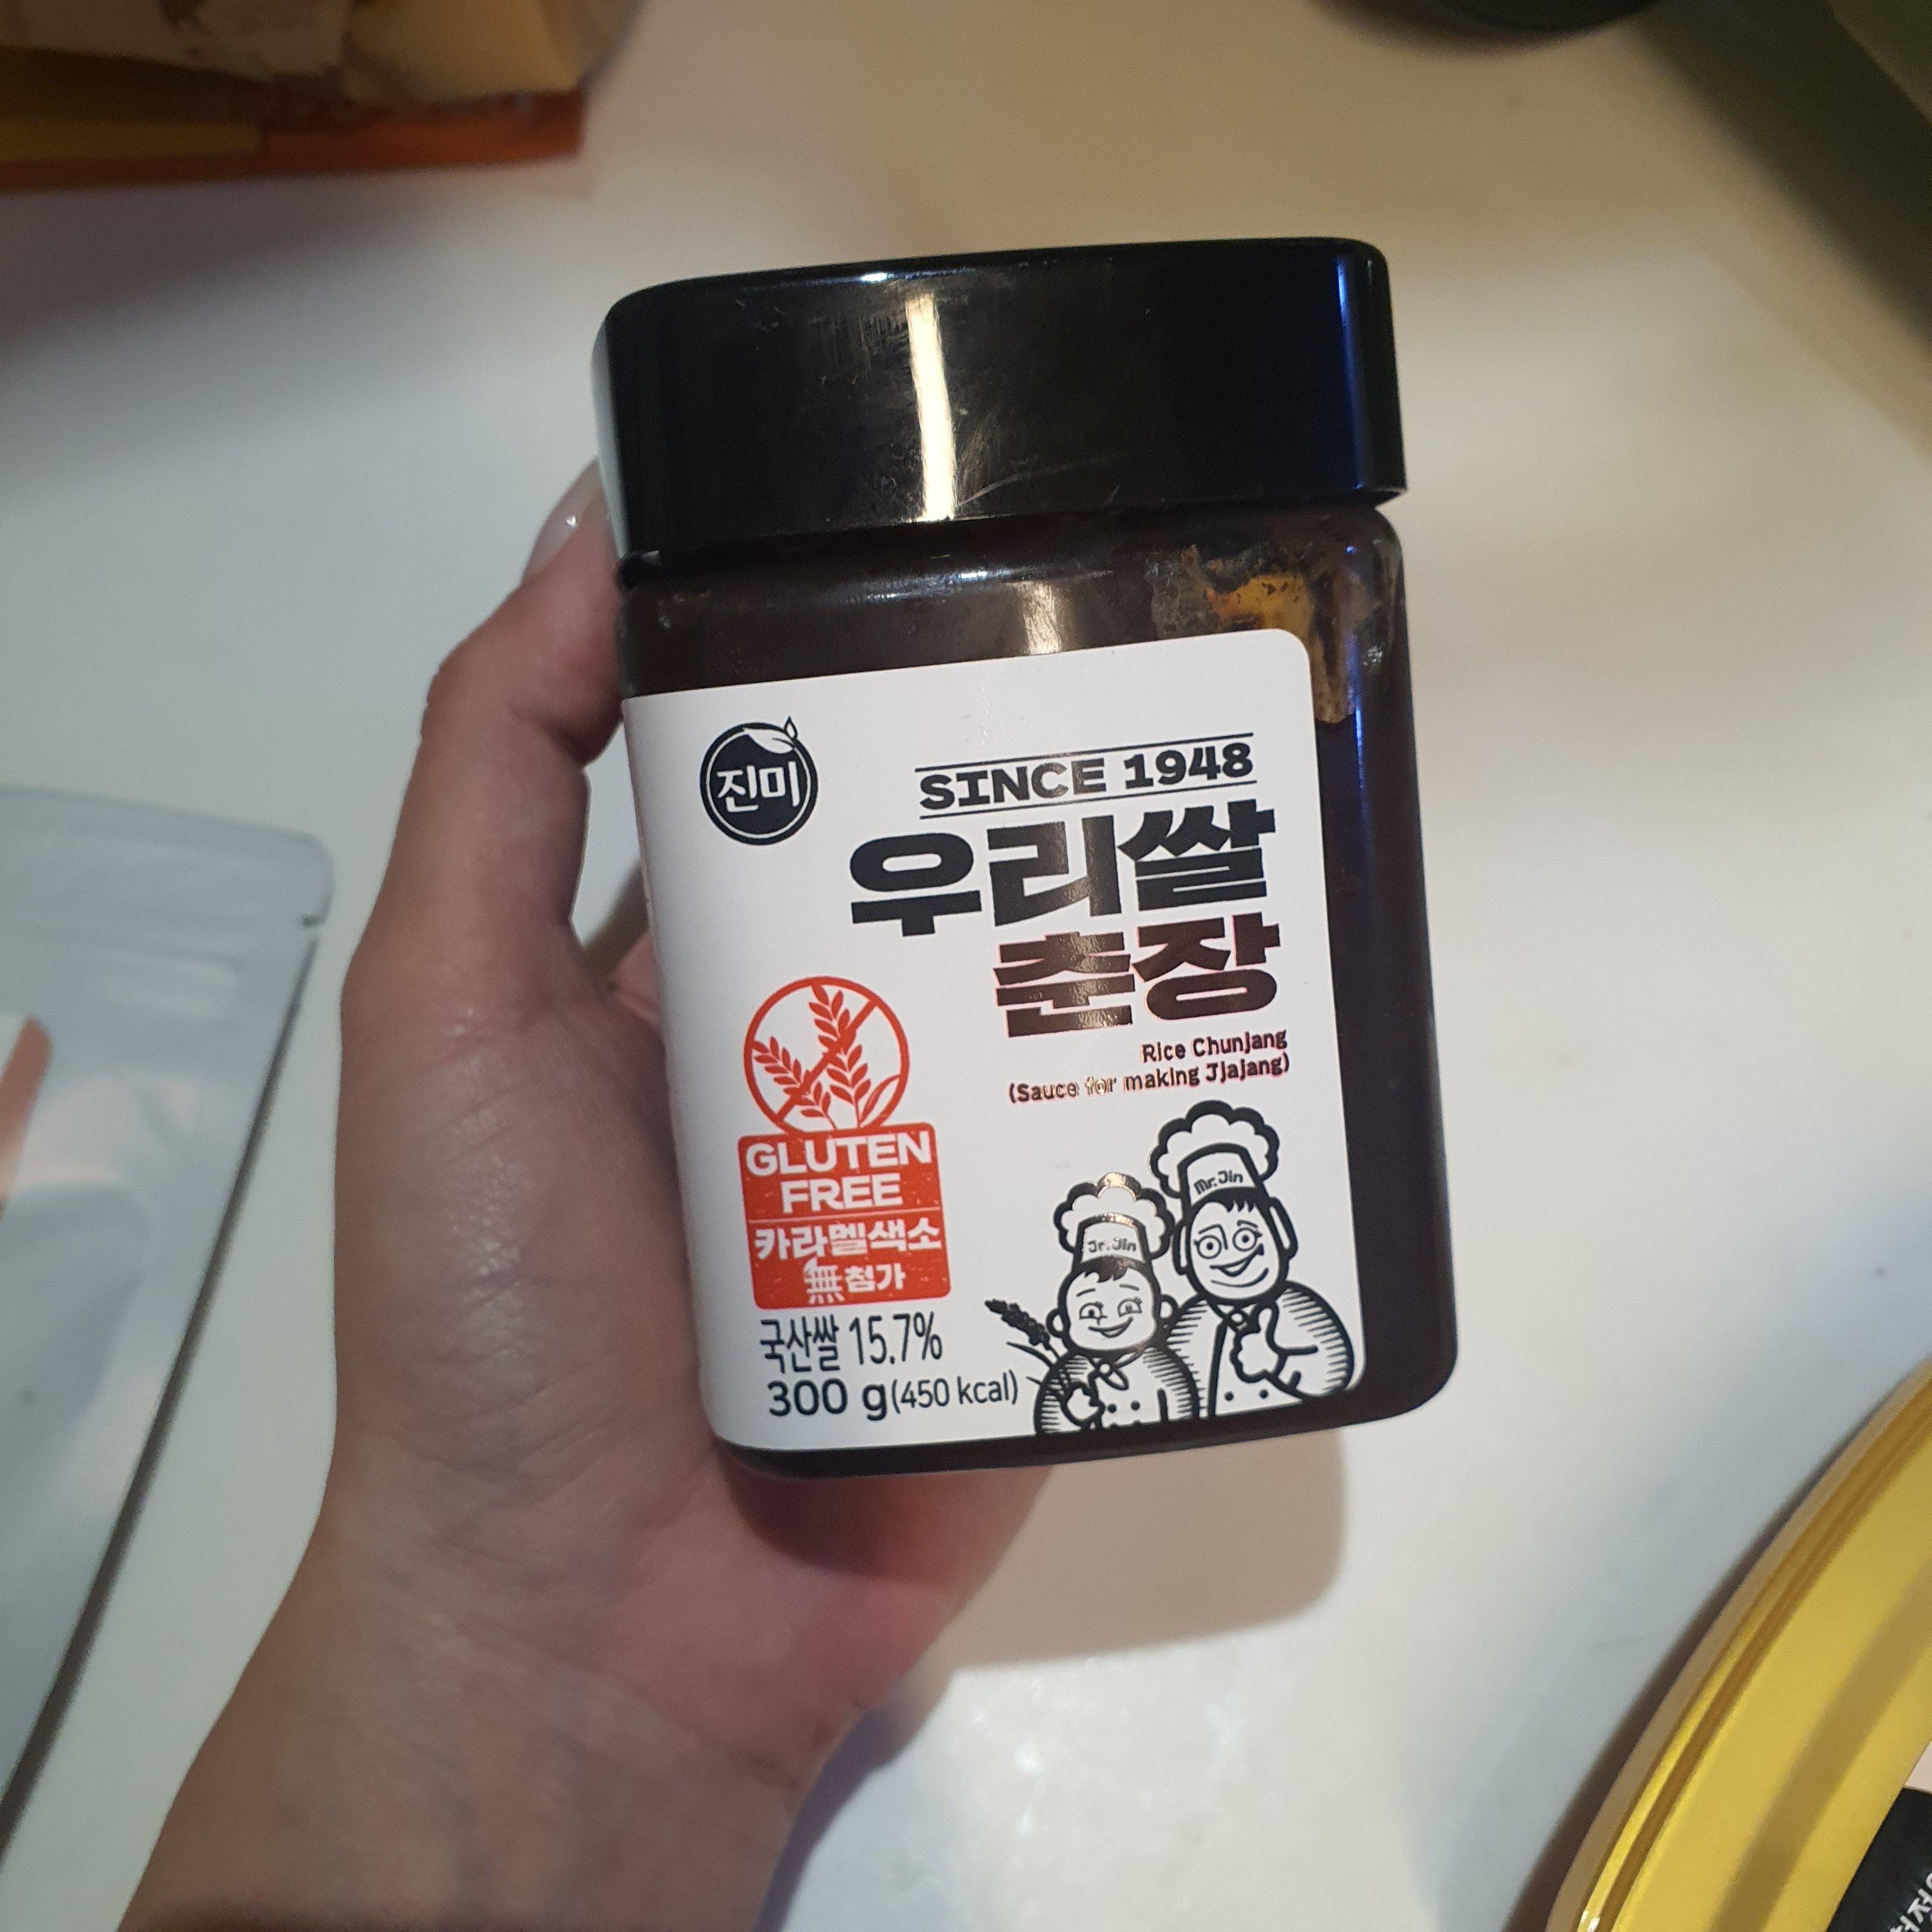 진미
SINCE 1948
우리쌀
춘장
Rice Chunjang
(Sauce for making Jjajang)
GLUTEN
FREE
카라멜색소
無첨가
국산쌀 15.7%
300 g(450 kcal)
Mr.Jin
Jr.Jin